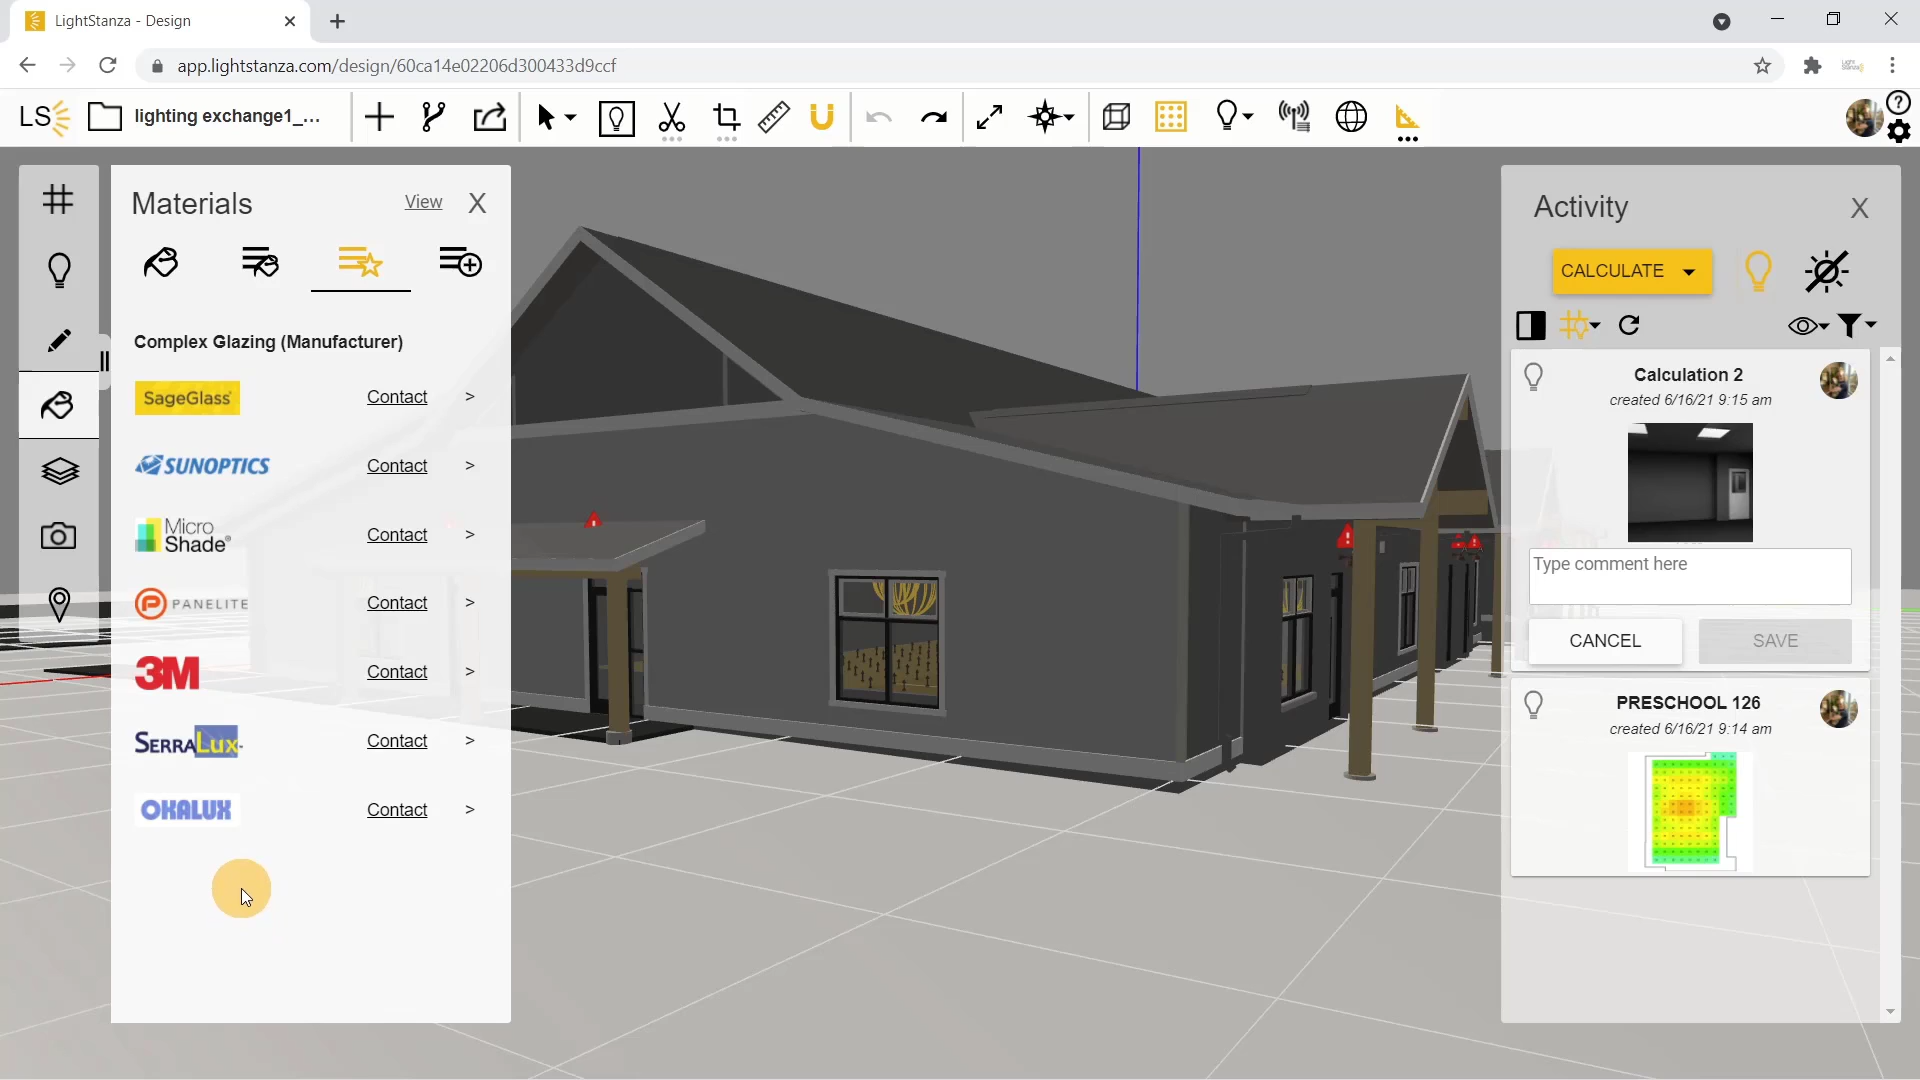 LightStanza - Design
app.lightstanza.com/design/60ca14e02206d300433d9ccf
LS
lighting exchange1_...
Materials
View
X
Complex Glazing (Manufacturer)
SageGlass
Contact >
SUNOPTICS
Contact >
Micro Shade
Contact >
PANELITE
Contact >
3M
Contact >
SERRALUX
Contact >
OKALUX
Contact >
Activity
X
CALCULATE
Calculation 2
created 6/16/21 9:15 am
Type comment here
CANCEL
SAVE
PRESCHOOL 126
created 6/16/21 9:14 am